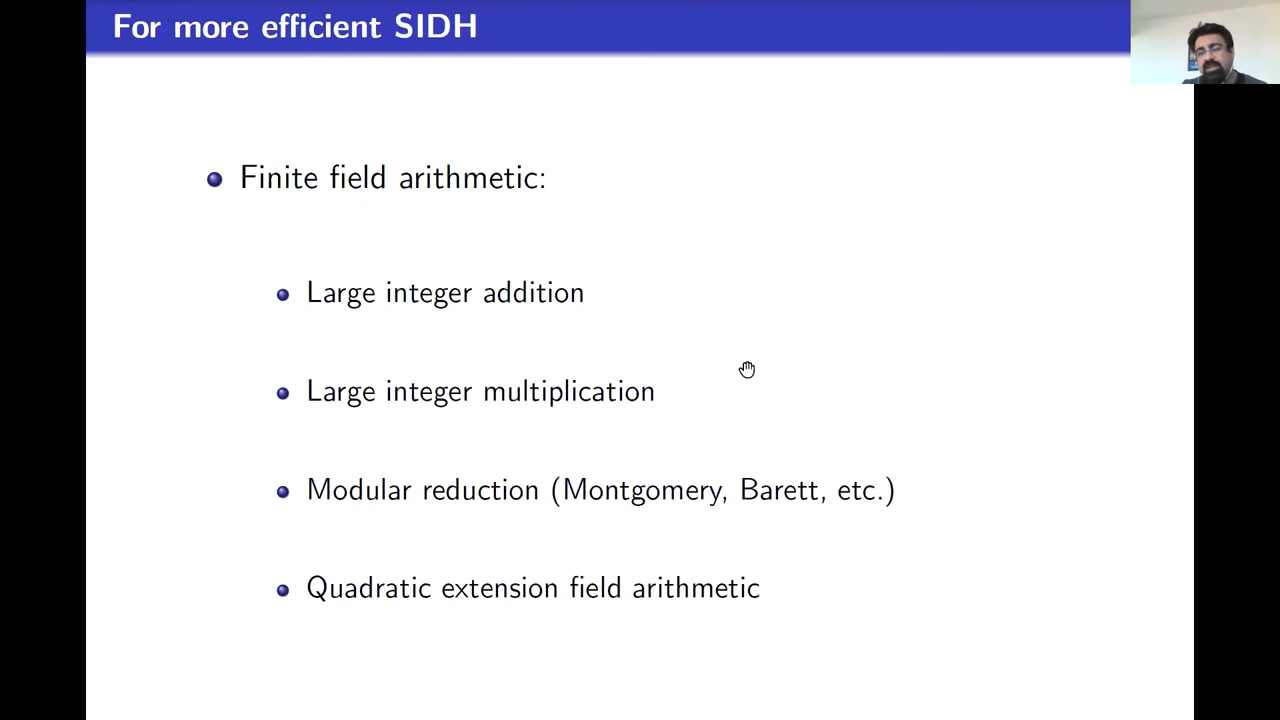 For more efficient SIDH
Finite field arithmetic:
Large integer addition
Large integer multiplication
Modular reduction (Montgomery, Barett, etc.)
Quadratic extension field arithmetic